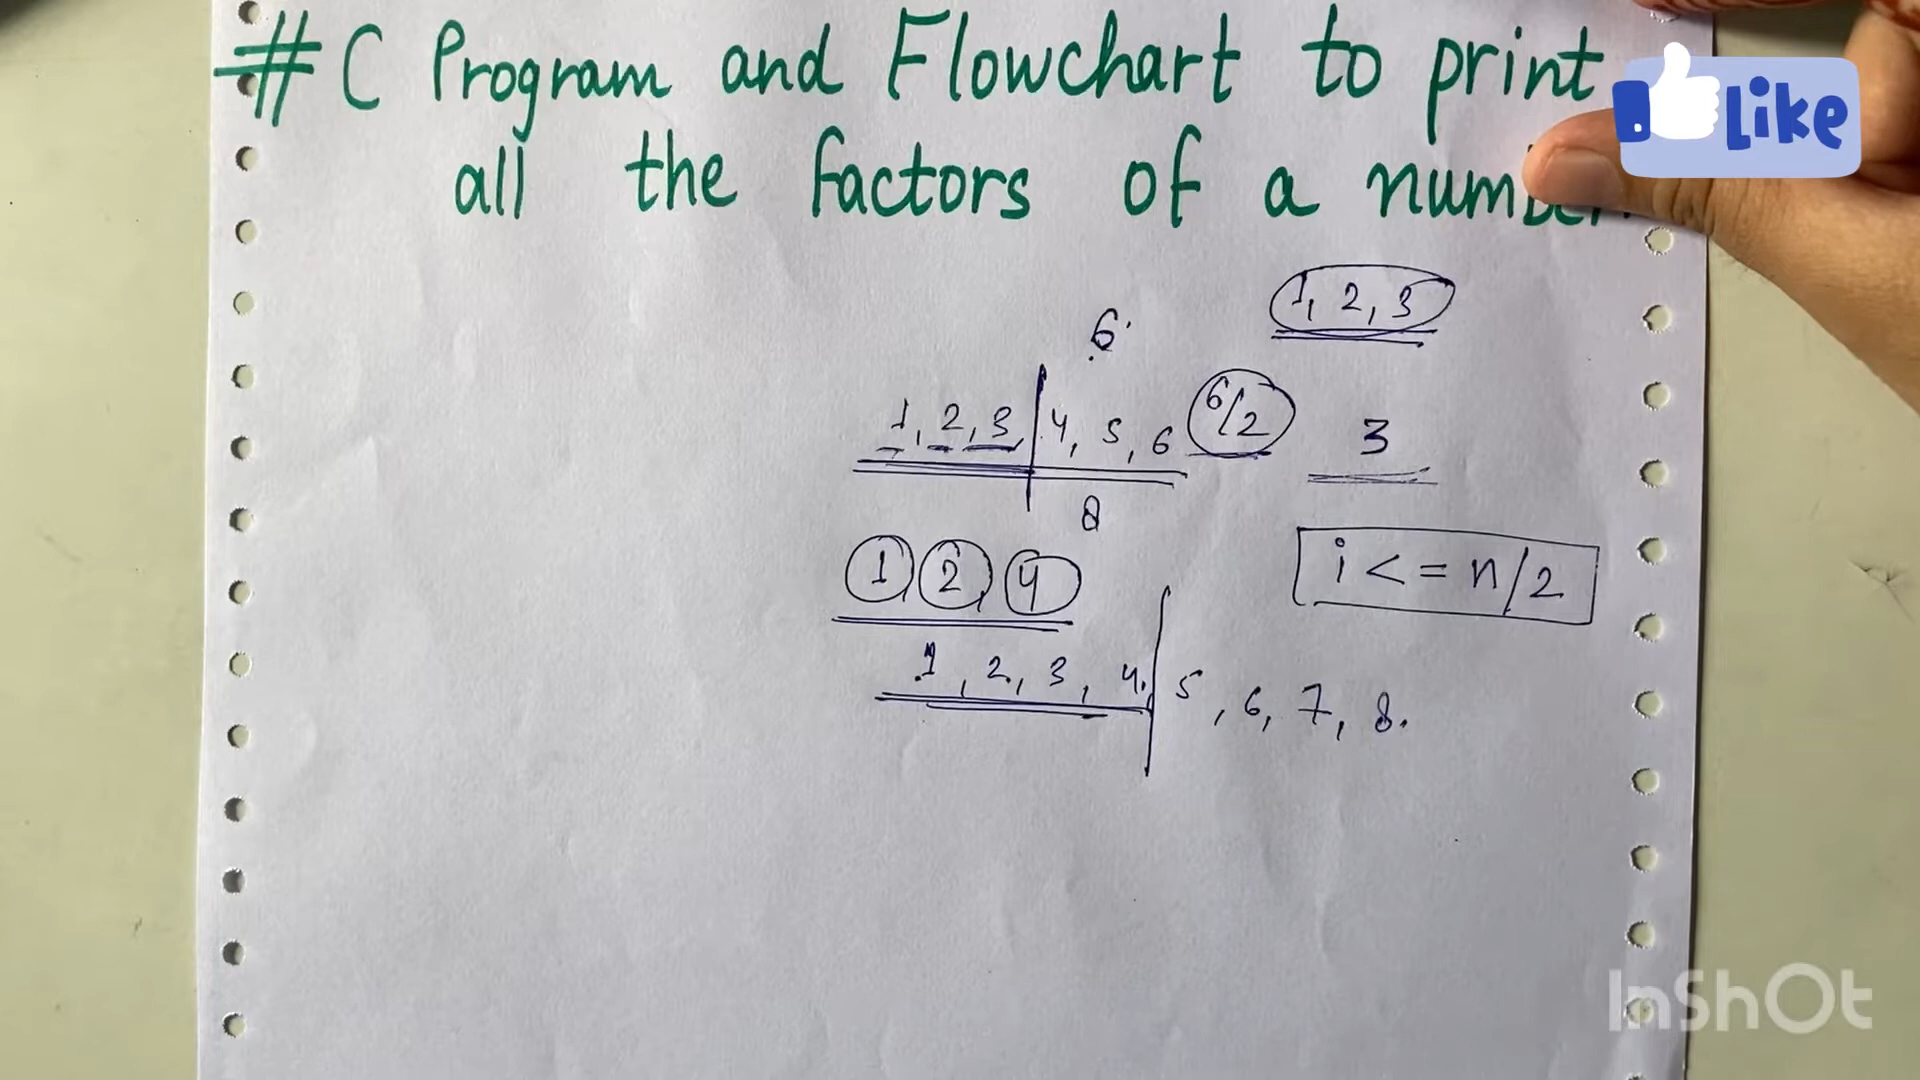 # C Program and Flowchart to print
Like
all the factors of a number
1, 2, 3
6
1, 2, 3, 4, 5, 6 6/2 3
8
1 2 4 i <= n/2
1, 2, 3, 4, 5, 6, 7, 8.
InShOt